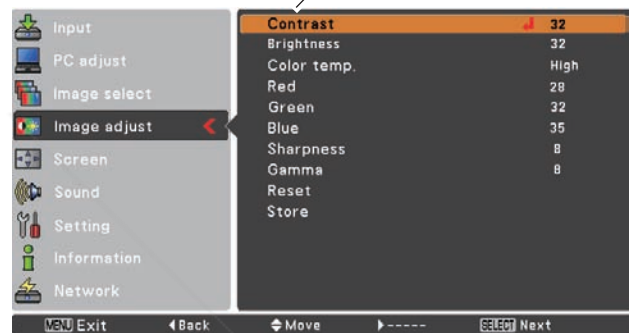 Input
PC adjust
Image select
Image adjust
Screen
Sound
Setting
Information
Network
Contrast 32
Brightness 32
Color temp. High
Red 28
Green 32
Blue 35
Sharpness 8
Gamma 8
Reset
Store
MENU Exit Back Move ----- SELECT Next